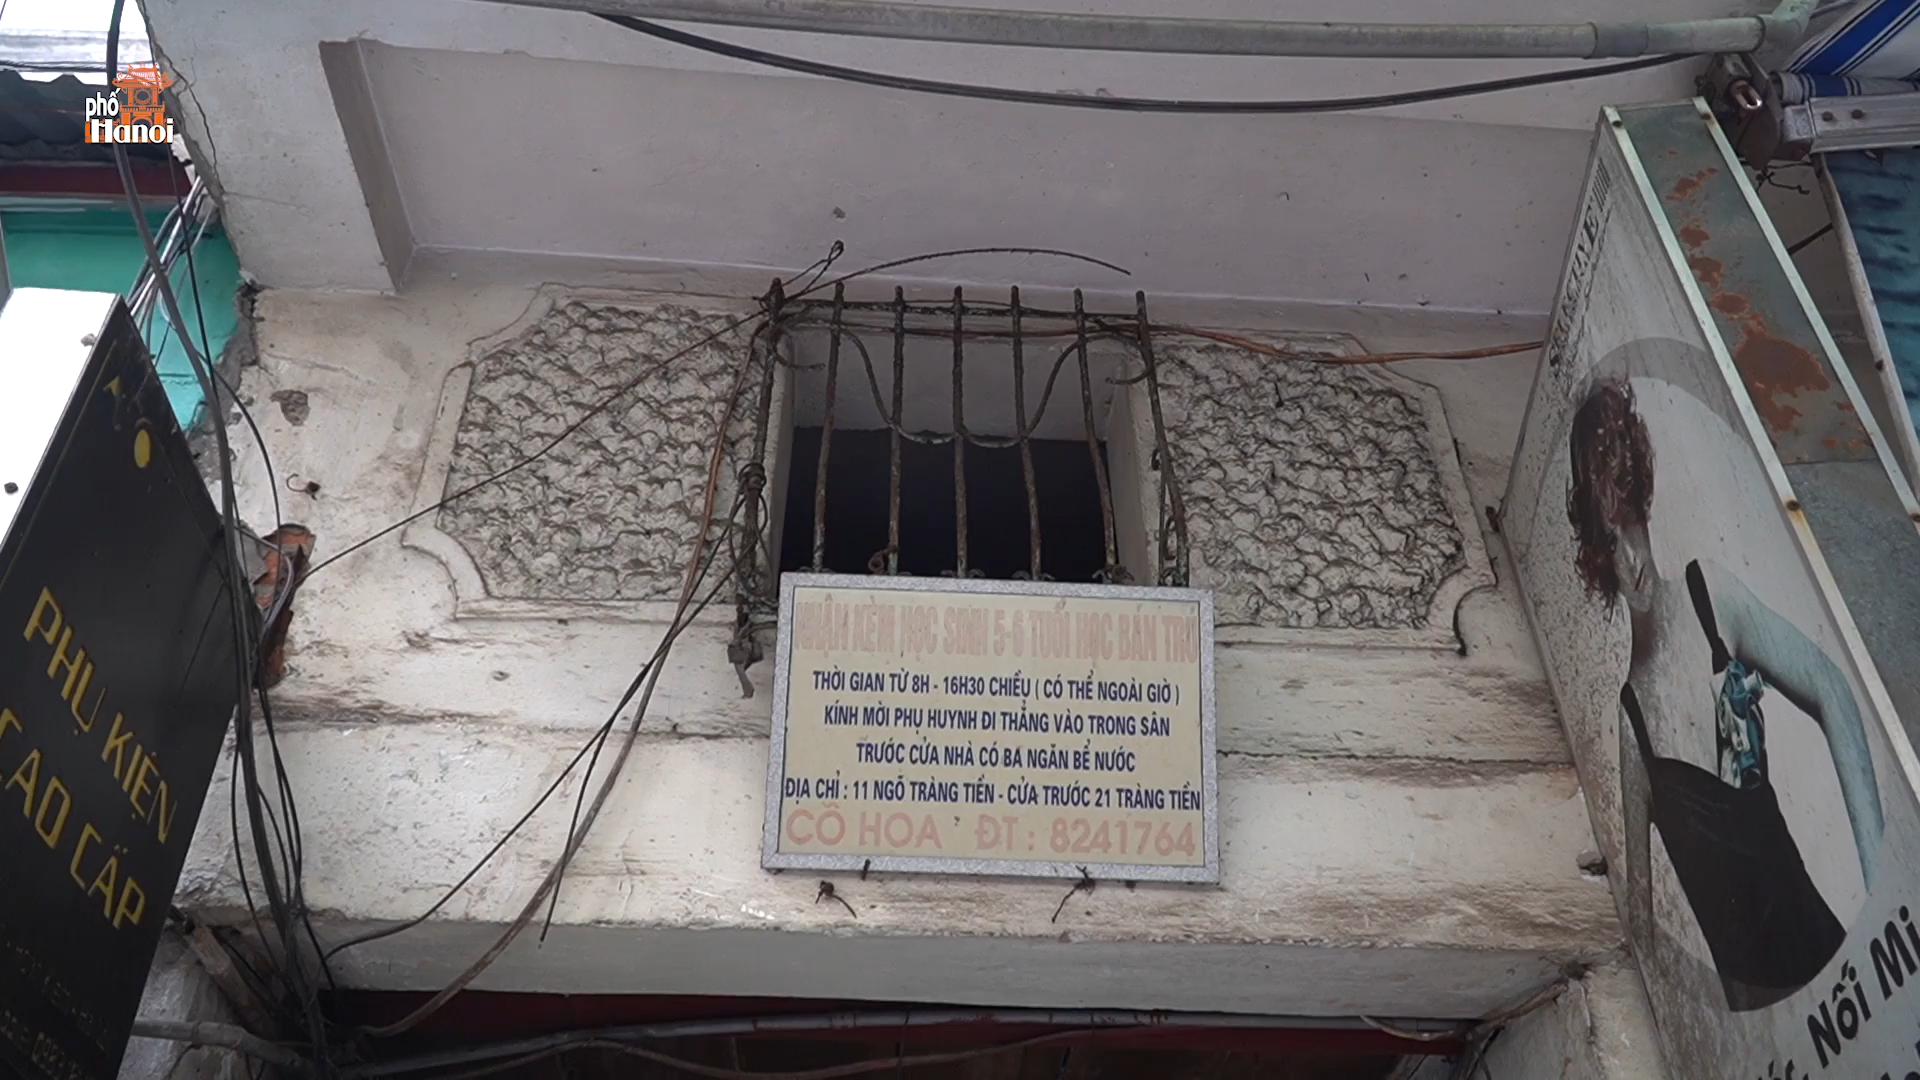 phố
Hanoi
PHỤ KIỆN
CAO CẤP
NHẬN KÈM HỌC SINH 5-6 TUỔI HỌC BÁN TRÚ
THỜI GIAN TỪ 8H - 16H30 CHIỀU ( CÓ THỂ NGOÀI GIỜ )
KÍNH MỜI PHỤ HUYNH ĐI THẲNG VÀO TRONG SÂN
TRƯỚC CỬA NHÀ CÓ BA NGĂN BỂ NƯỚC
ĐỊA CHỈ : 11 NGÕ TRÀNG TIỀN - CỬA TRƯỚC 21 TRÀNG TIỀN
CÔ HOA ĐT : 8241764
Nối Mi